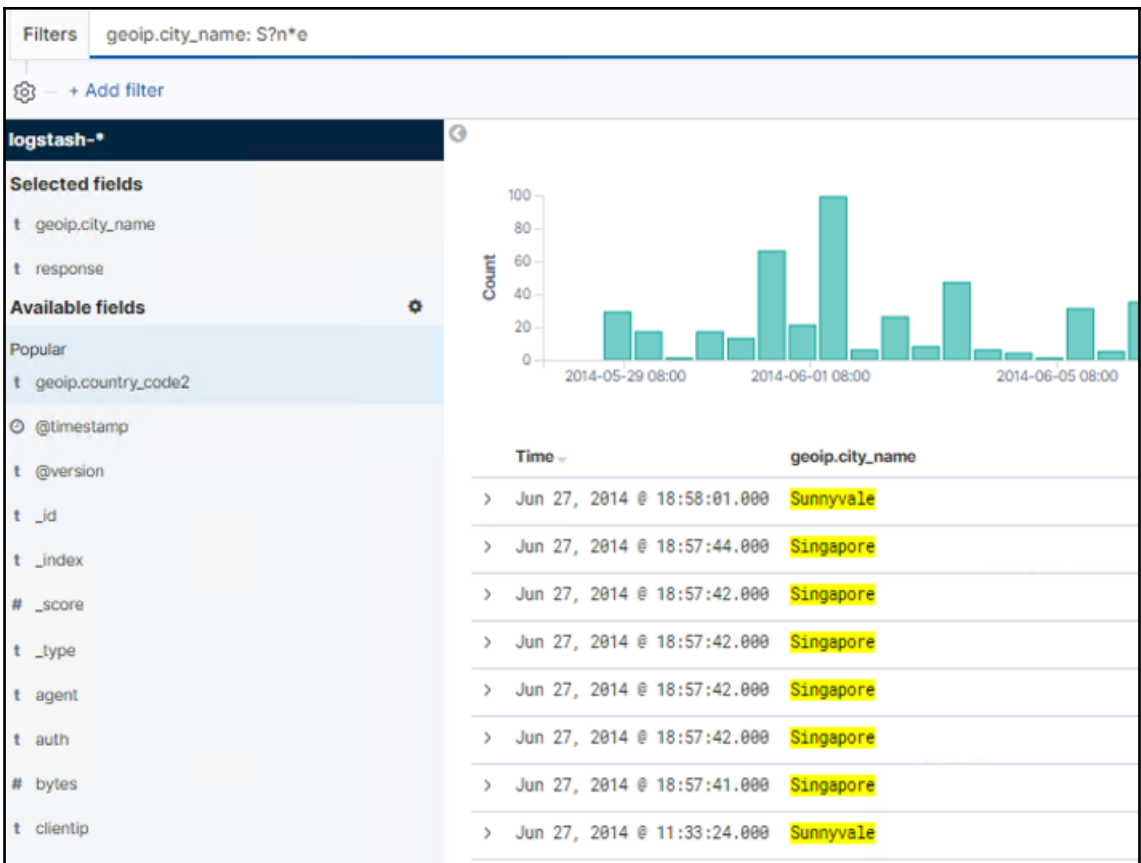 Filters geoip.city_name: S?n*e
+ Add filter
logstash-*
Selected fields
t geoip.city_name
t response
Available fields
Popular
t geoip.country_code2
@timestamp
t @version
t _id
t _index
# _score
t _type
t agent
t auth
# bytes
t clientip
Count
100
80
60
40
20
0
2014-05-29 08:00 2014-06-01 08:00 2014-06-05 08:00
Time geoip.city_name
> Jun 27, 2014 @ 18:58:01.000 Sunnyvale
> Jun 27, 2014 @ 18:57:44.000 Singapore
> Jun 27, 2014 @ 18:57:42.000 Singapore
> Jun 27, 2014 @ 18:57:42.000 Singapore
> Jun 27, 2014 @ 18:57:42.000 Singapore
> Jun 27, 2014 @ 18:57:42.000 Singapore
> Jun 27, 2014 @ 18:57:41.000 Singapore
> Jun 27, 2014 @ 11:33:24.000 Sunnyvale